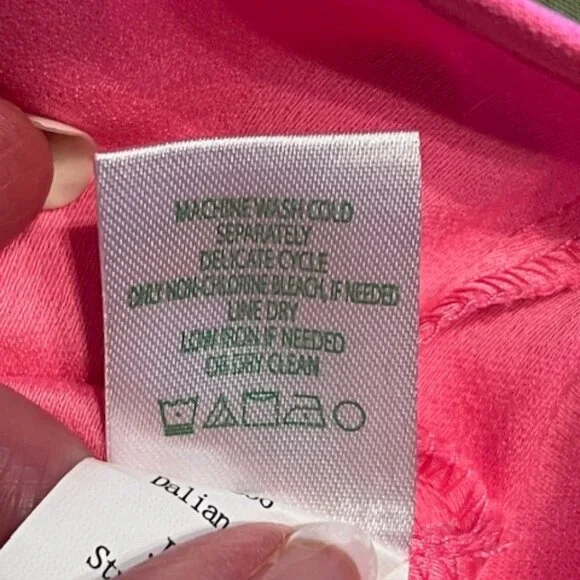 MACHINE WASH COLD
SEPARATELY
DELICATE CYCLE
ONLY NON-CHLORINE BLEACH, IF NEEDED
LINE DRY
LOW IRON IF NEEDED
OR DRY CLEAN
Dalian